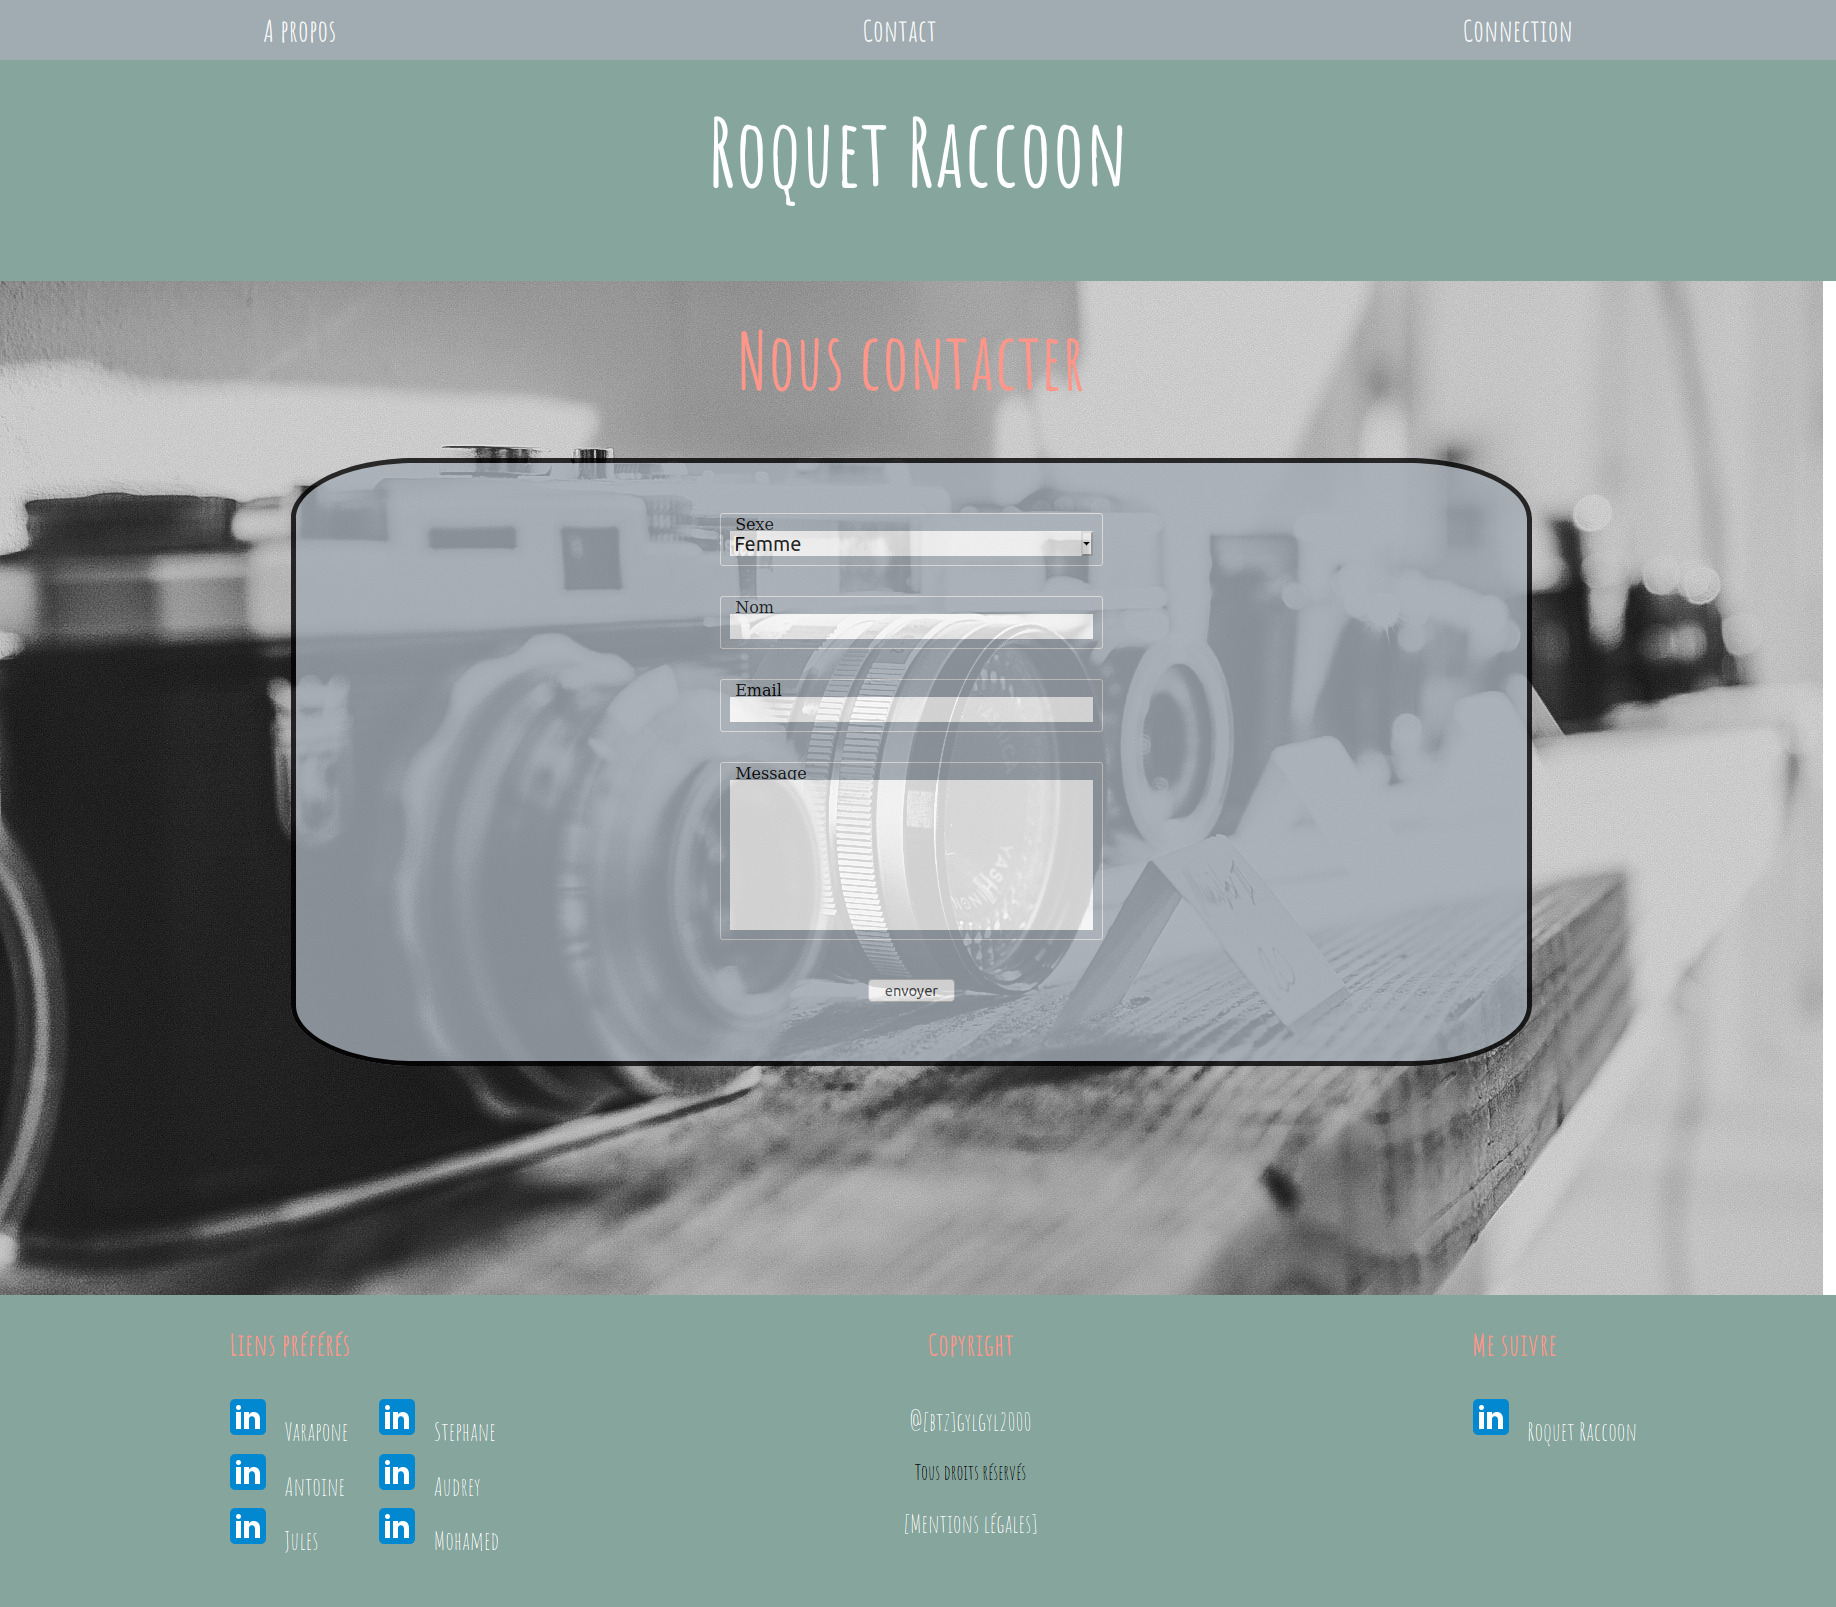 A propos
Contact
Connection
Roquet Raccoon
Nous contacter
Sexe
Femme
Nom
Email
Message
YASHINON
envoyer
Liens préférés
Copyright
Me suivre
in Varapone
in Stephane
@[btz]gylgyl2000
in Roquet Raccoon
in Antoine
in Audrey
Tous droits réservés
in Jules
in Mohamed
[Mentions légales]